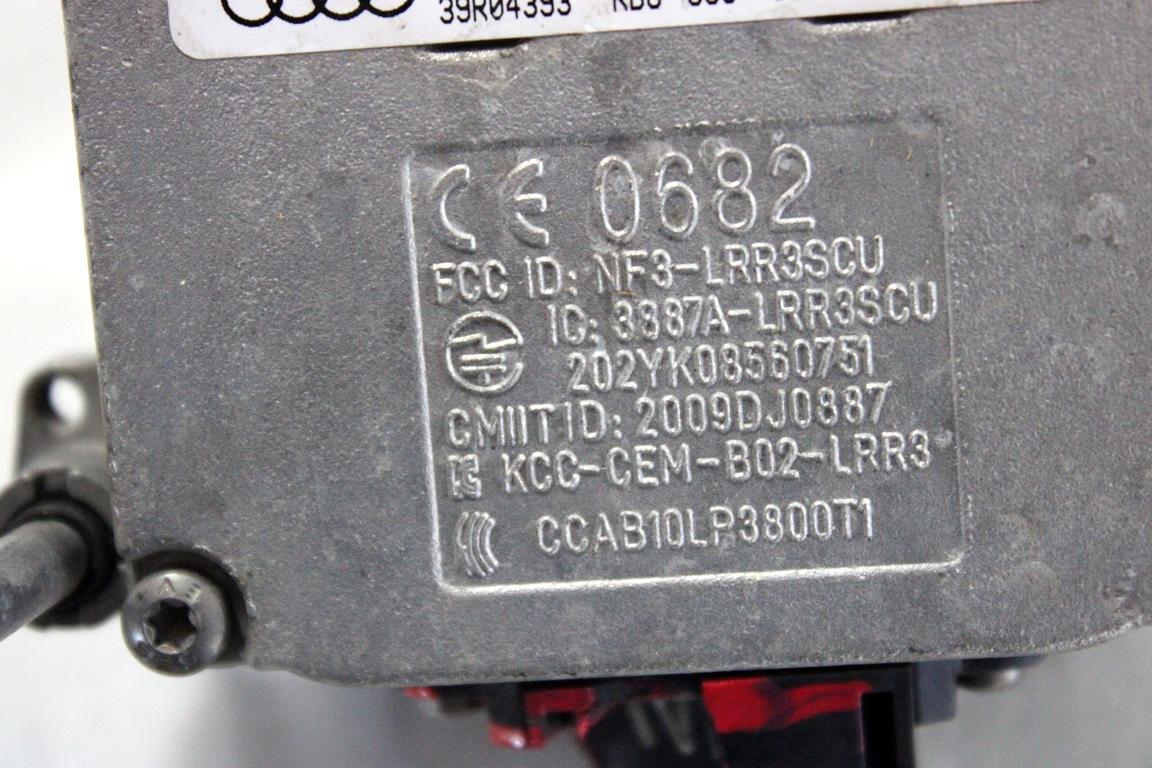 39R04393
CE 0682
FCC ID: NF3-LRR3SCU
IC: 3887A-LRR3SCU
202YK08560751
CMIIT ID: 2009DJ0887
KCC-CEM-B02-LRR3
CCAB10LP3800T1